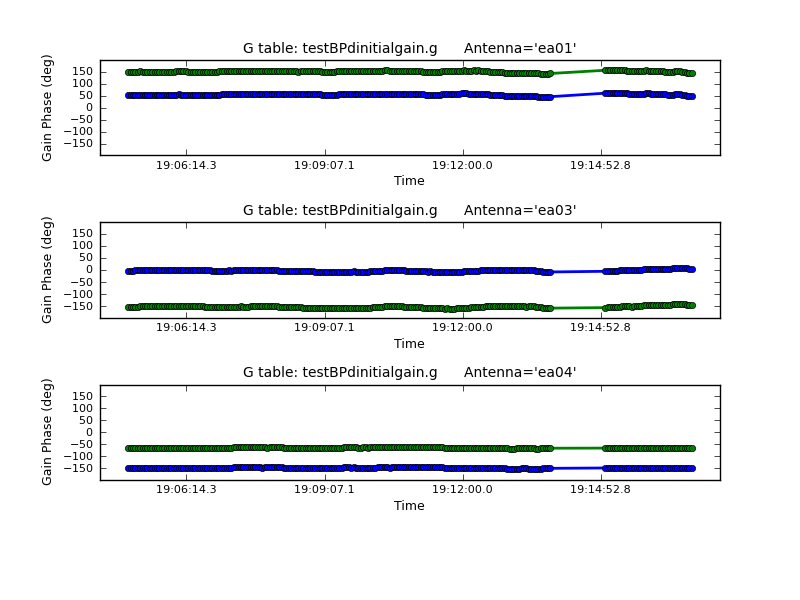 G table: testBPdinitialgain.g Antenna='ea01'
Gain Phase (deg)
150
100
50
0
−50
−100
−150
19:06:14.3 19:09:07.1 19:12:00.0 19:14:52.8
Time
G table: testBPdinitialgain.g Antenna='ea03'
Gain Phase (deg)
150
100
50
0
−50
−100
−150
19:06:14.3 19:09:07.1 19:12:00.0 19:14:52.8
Time
G table: testBPdinitialgain.g Antenna='ea04'
Gain Phase (deg)
150
100
50
0
−50
−100
−150
19:06:14.3 19:09:07.1 19:12:00.0 19:14:52.8
Time